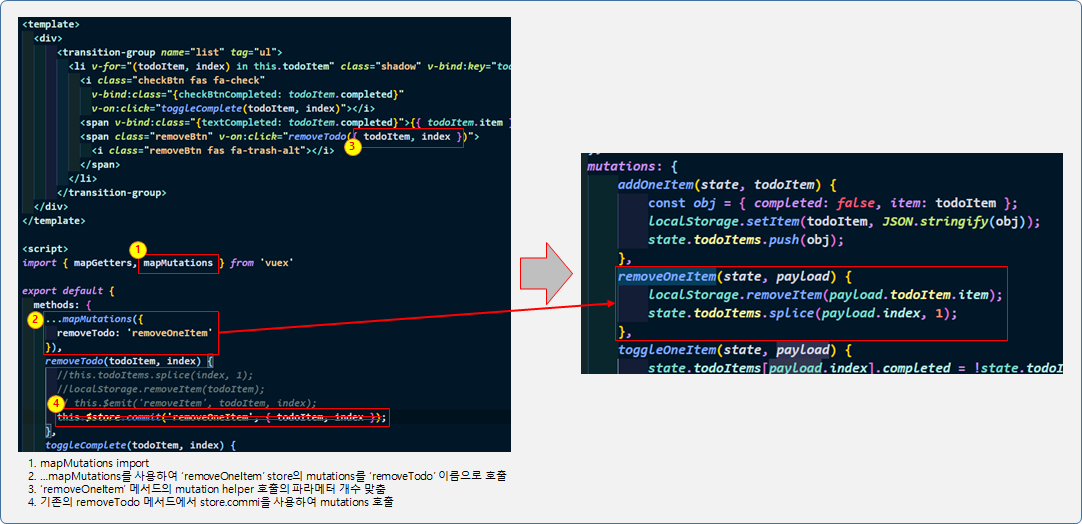 <template>
<div>
<transition-group name="list" tag="ul">
<li v-for="(todoItem, index) in this.todoItem" class="shadow" v-bind:key="too
<i class="checkBtn fas fa-check"
v-bind:class="{checkBtnCompleted: todoItem.completed}"
v-on:click="toggleComplete(todoItem, index)"></i>
<span v-bind:class="{textCompleted: todoItem.completed}">{{ todoItem.item }
<span class="removeBtn" v-on:click="removeTodo({ todoItem, index })">
3
<i class="removeBtn fas fa-trash-alt"></i>
</span>
</li>
</transition-group>
</div>
</template>
<script>
1
import { mapGetters, mapMutations } from 'vuex'
export default {
methods: {
2
...mapMutations({
removeTodo: 'removeOneItem'
}),
removeTodo(todoItem, index) {
//this.todoItems.splice(index, 1);
//localStorage.removeItem(todoItem);
// this.$emit('removeItem', todoItem, index);
4
this.$store.commit('removeOneItem', { todoItem, index });
},
toggleComplete(todoItem, index) {
mutations: {
addOneItem(state, todoItem) {
const obj = { completed: false, item: todoItem };
localStorage.setItem(todoItem, JSON.stringify(obj));
state.todoItems.push(obj);
},
removeOneItem(state, payload) {
localStorage.removeItem(payload.todoItem.item);
state.todoItems.splice(payload.index, 1);
},
toggleOneItem(state, payload) {
state.todoItems[payload.index].completed = !state.todoI
1. mapMutations import
2. ...mapMutations를 사용하여 'removeOneItem' store의 mutations를 'removeTodo' 이름으로 호출
3. 'removeOneItem' 메서드의 mutation helper 호출의 파라메터 개수 맞춤
4. 기존의 removeTodo 메서드에서 store.commi을 사용하여 mutations 호출